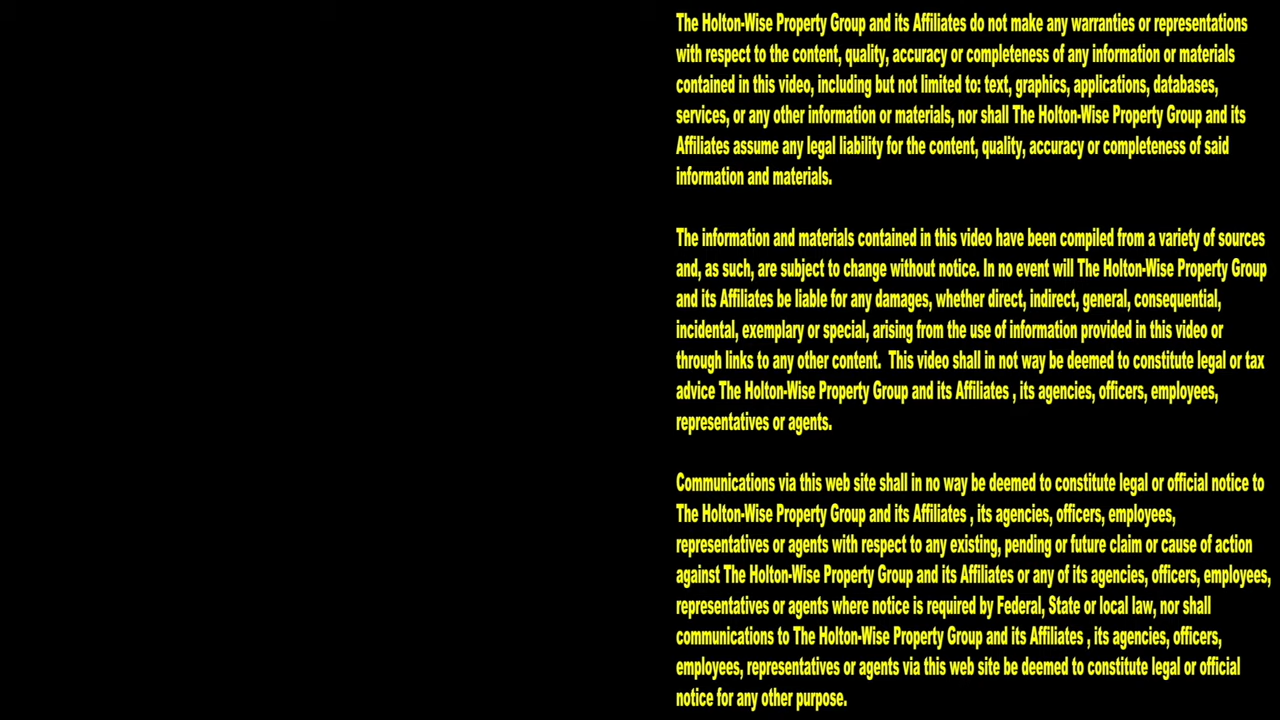 The Holton-Wise Property Group and its Affiliates do not make any warranties or representations
with respect to the content, quality, accuracy or completeness of any information or materials
contained in this video, including but not limited to: text, graphics, applications, databases,
services, or any other information or materials, nor shall The Holton-Wise Property Group and its
Affiliates assume any legal liability for the content, quality, accuracy or completeness of said
information and materials.
The information and materials contained in this video have been compiled from a variety of sources
and, as such, are subject to change without notice. In no event will The Holton-Wise Property Group
and its Affiliates be liable for any damages, whether direct, indirect, general, consequential,
incidental, exemplary or special, arising from the use of information provided in this video or
through links to any other content.  This video shall in not way be deemed to constitute legal or tax
advice The Holton-Wise Property Group and its Affiliates , its agencies, officers, employees,
representatives or agents.
Communications via this web site shall in no way be deemed to constitute legal or official notice to
The Holton-Wise Property Group and its Affiliates , its agencies, officers, employees,
representatives or agents with respect to any existing, pending or future claim or cause of action
against The Holton-Wise Property Group and its Affiliates or any of its agencies, officers, employees,
representatives or agents where notice is required by Federal, State or local law, nor shall
communications to The Holton-Wise Property Group and its Affiliates , its agencies, officers,
employees, representatives or agents via this web site be deemed to constitute legal or official
notice for any other purpose.